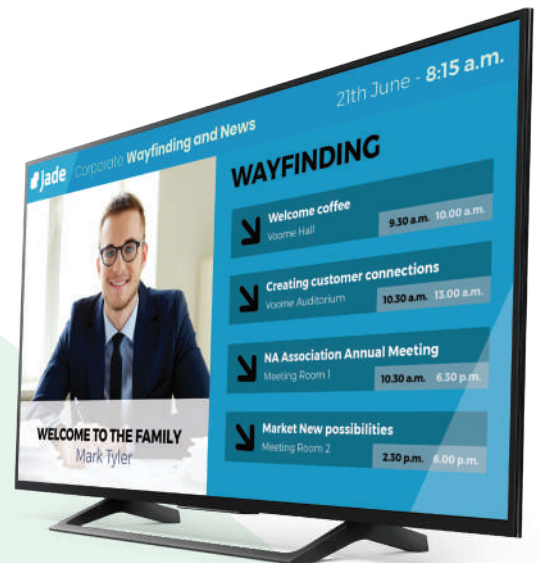 Jade Corporate Wayfinding and News
21th June - 8:15 a.m.
WELCOME TO THE FAMILY
Mark Tyler
WAYFINDING
Welcome coffee
Voome Hall
9.30 a.m. 10.00 a.m.
Creating customer connections
Voome Auditorium
10.30 a.m. 13.00 a.m.
NA Association Annual Meeting
Meeting Room 1
10.30 a.m. 6.30 p.m.
Market New possibilities
Meeting Room 2
2.30 p.m. 6.00 p.m.